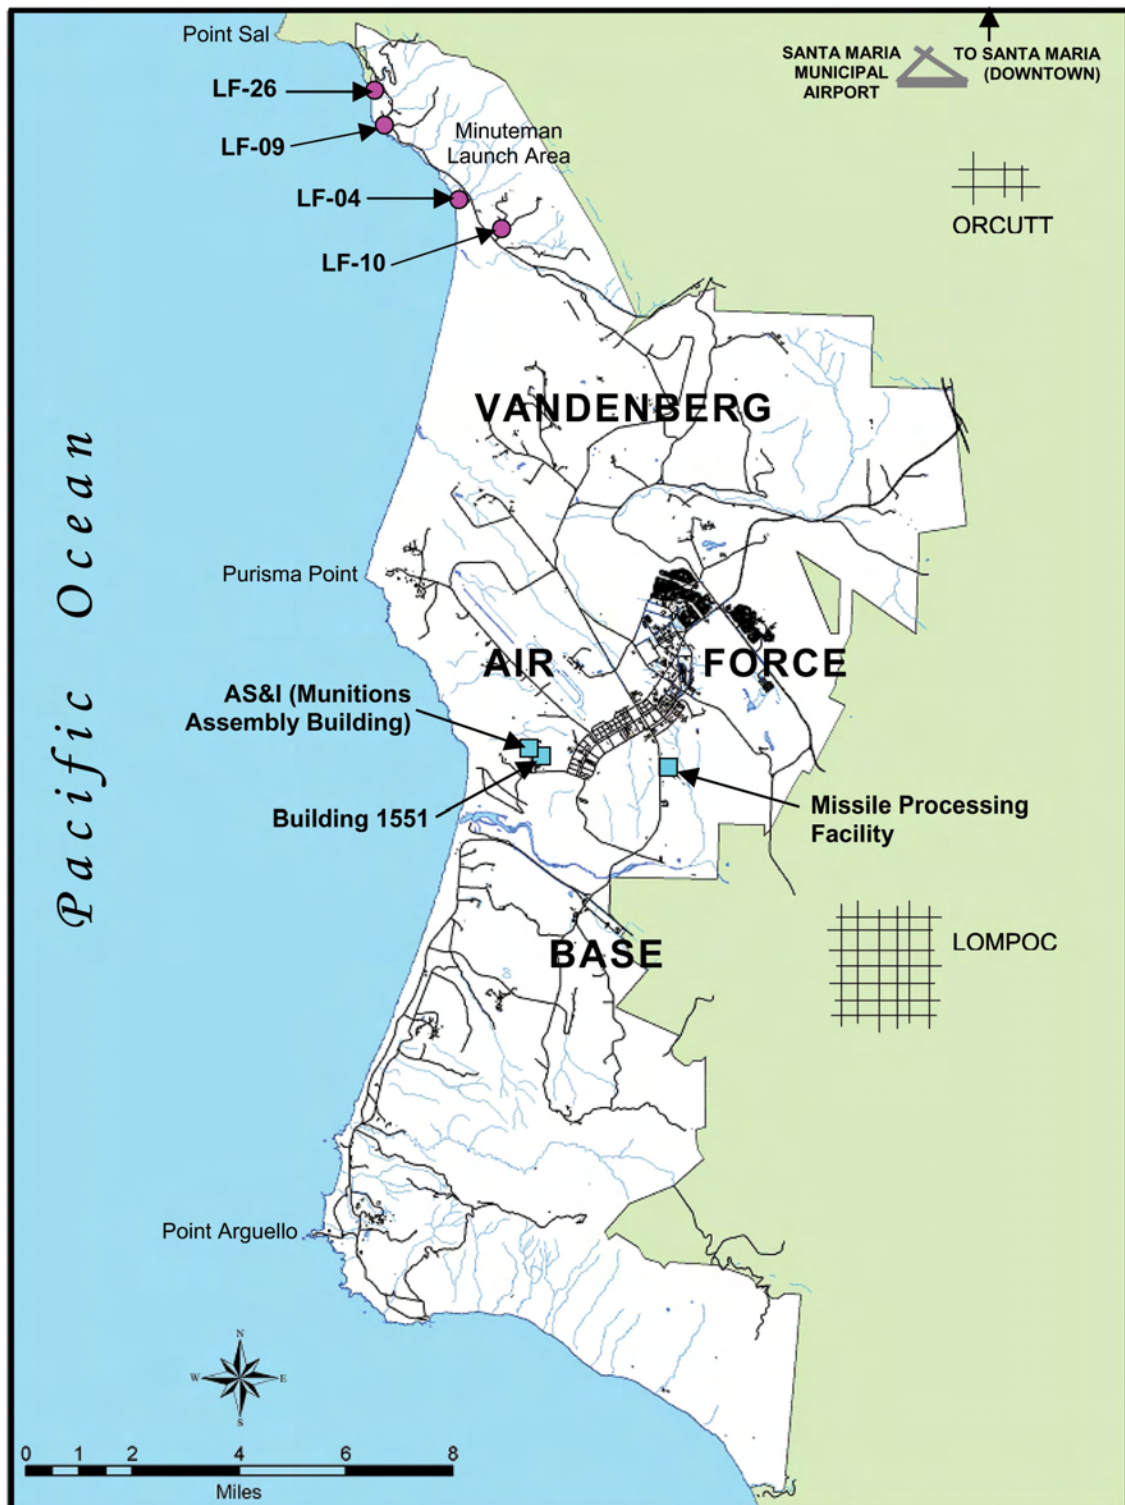 Point Sal
SANTA MARIA
MUNICIPAL
AIRPORT
TO SANTA MARIA
(DOWNTOWN)
LF-26
LF-09
Minuteman
Launch Area
LF-04
ORCUTT
LF-10
VANDENBERG
Pacific Ocean
Purisma Point
AIR
FORCE
AS&I (Munitions
Assembly Building)
Building 1551
Missile Processing
Facility
BASE
LOMPOC
Point Arguello
N
W
E
S
0 1 2 4 6 8
Miles